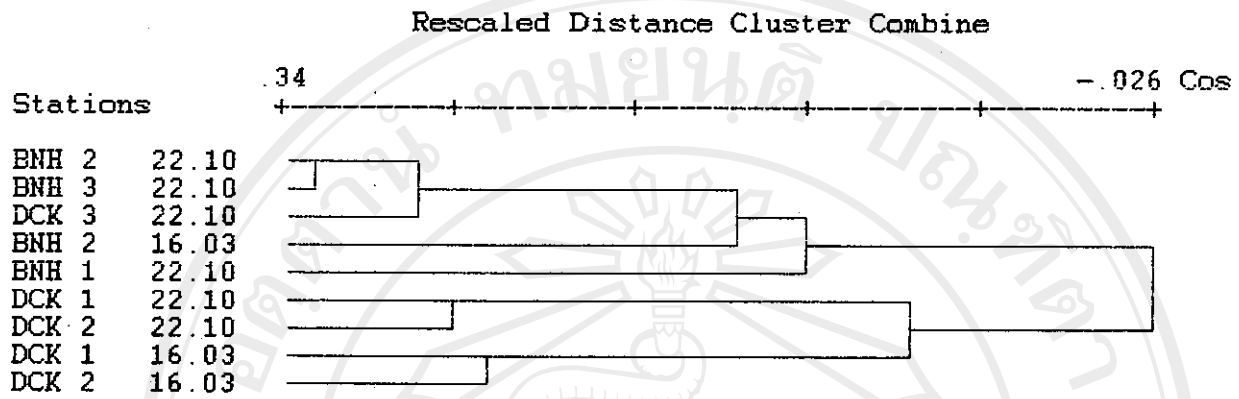 Rescaled Distance Cluster Combine
.34 -.026 Cos
Stations
BNH 2 22.10
BNH 3 22.10
DCK 3 22.10
BNH 2 16.03
BNH 1 22.10
DCK 1 22.10
DCK 2 22.10
DCK 1 16.03
DCK 2 16.03